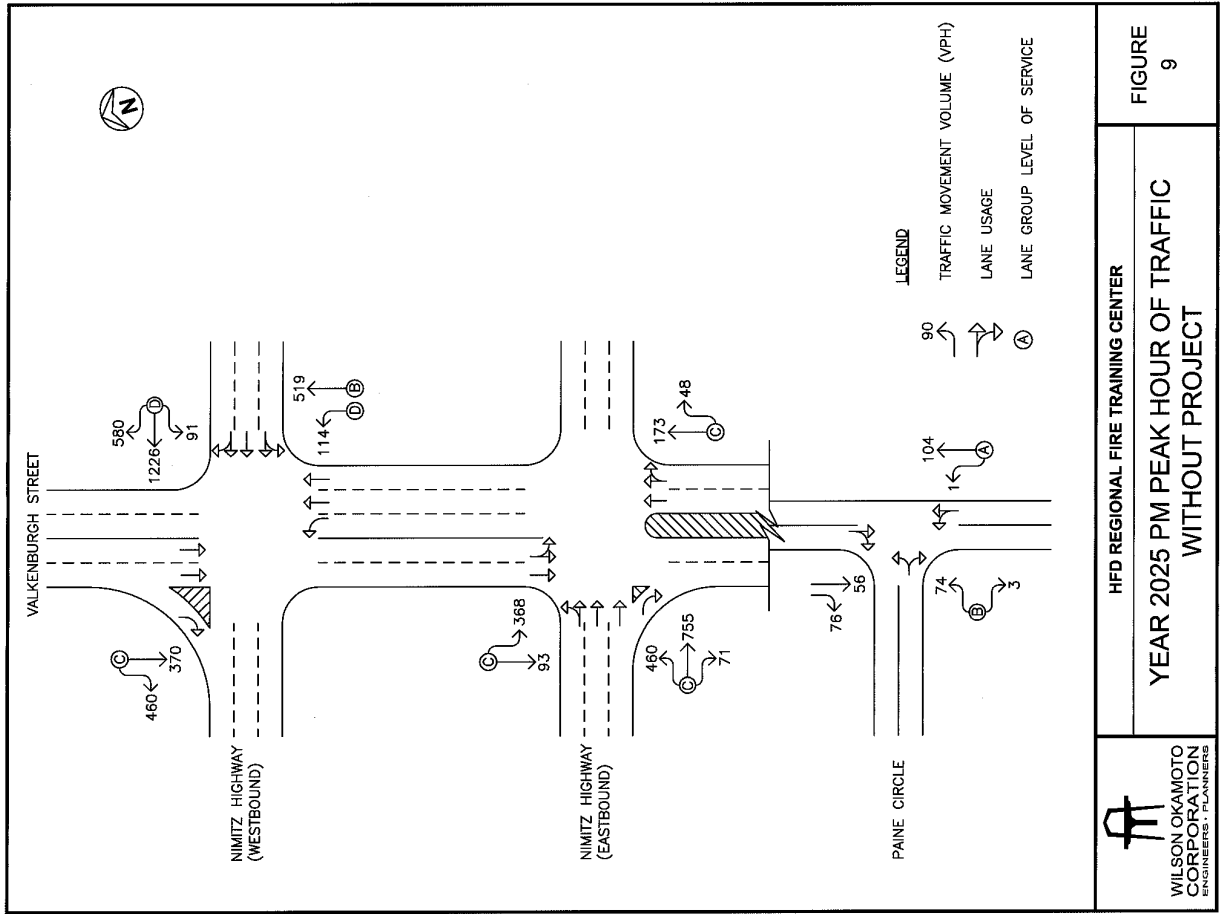 VALKENBURGH STREET
N
580
D
1226
91
519
114
D
B
C
370
460
NIMITZ HIGHWAY
(WESTBOUND)
C
368
93
460
C
755
71
NIMITZ HIGHWAY
(EASTBOUND)
173
48
C
104
1
A
76
56
74
B
3
PAINE CIRCLE
LEGEND
90
TRAFFIC MOVEMENT VOLUME (VPH)
LANE USAGE
A
LANE GROUP LEVEL OF SERVICE
WILSON OKAMOTO
CORPORATION
ENGINEERS · PLANNERS
HFD REGIONAL FIRE TRAINING CENTER
YEAR 2025 PM PEAK HOUR OF TRAFFIC
WITHOUT PROJECT
FIGURE
9